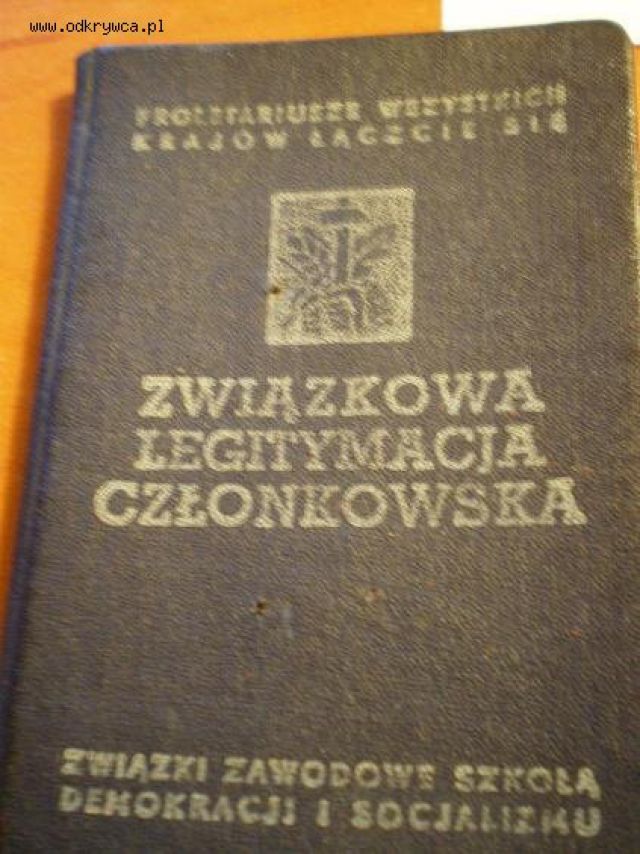 www.odkrywca.pl
PROLETARIUSZE WSZYSTKICH
KRAJÓW ŁĄCZCIE SIĘ
ZWIĄZKOWA
LEGITYMACJA
CZŁONKOWSKA
ZWIĄZKI ZAWODOWE SZKOŁĄ
DEMOKRACJI I SOCJALIZMU